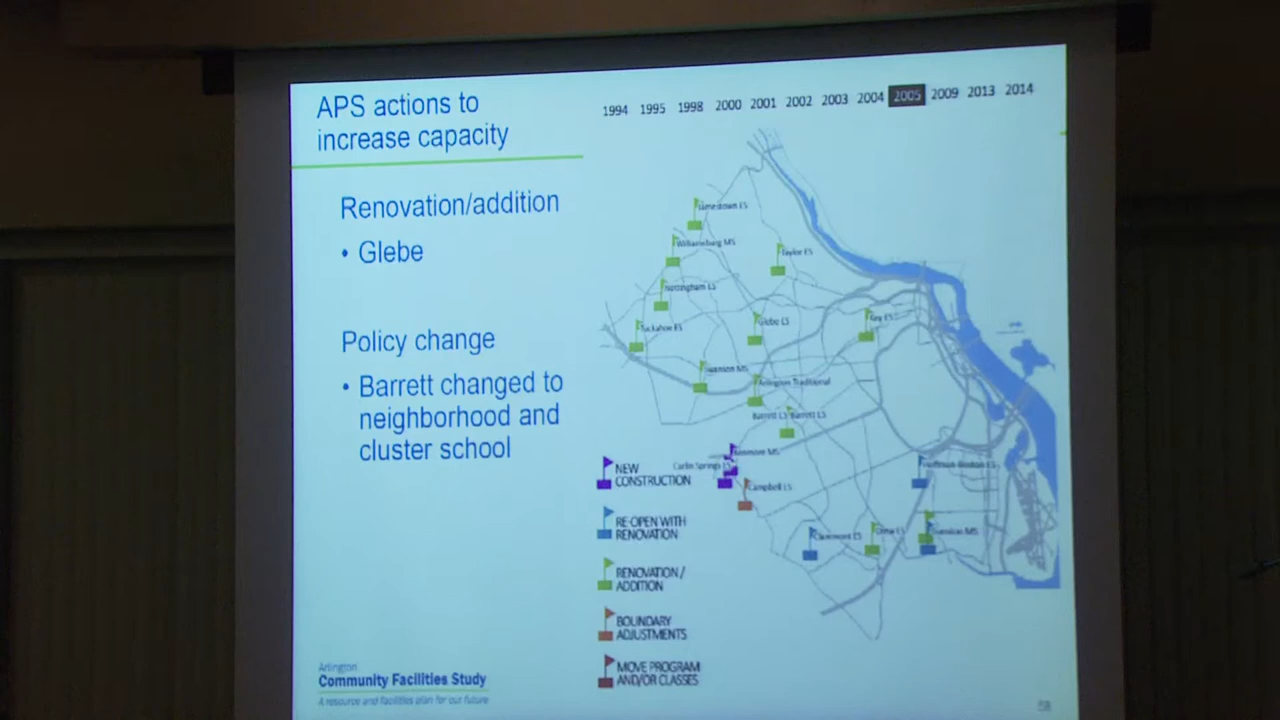 APS actions to
increase capacity
1994 1995 1998 2000 2001 2002 2003 2004 2005 2009 2013 2014
Renovation/addition
• Glebe
Policy change
• Barrett changed to
neighborhood and
cluster school
Jamestown ES
Williamsburg MS
Taylor ES
Nottingham ES
Tuckahoe ES
Glebe ES
Key ES
Swanson MS
Arlington Traditional
Barrett ES Barrett ES
Kenmore MS
Carlin Springs ES
Campbell ES
Hoffman-Boston ES
Claremont ES
Gunston MS
NEW
CONSTRUCTION
RE-OPEN WITH
RENOVATION
RENOVATION /
ADDITION
BOUNDARY
ADJUSTMENTS
MOVE PROGRAM
AND/OR CLASSES
Arlington
Community Facilities Study
A resource and facilities plan for our future
58